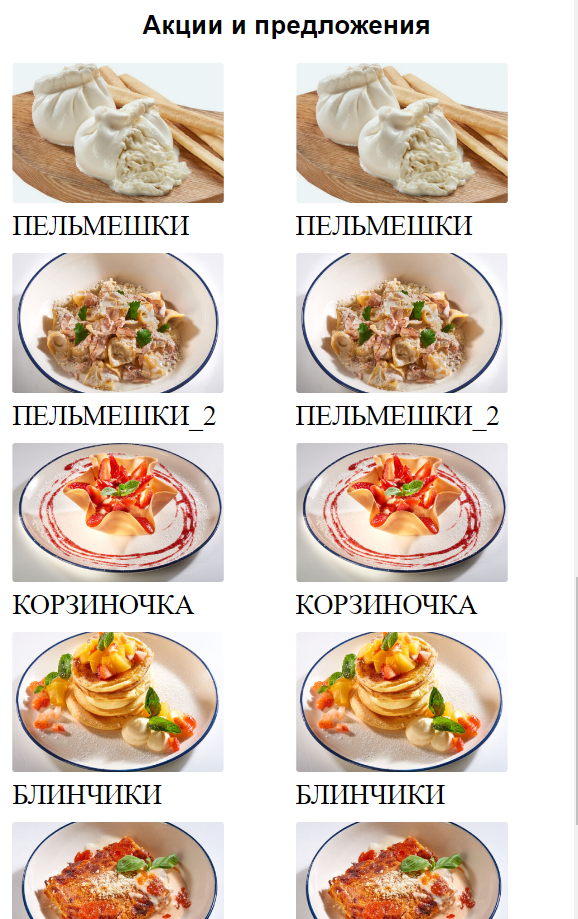 Акции и предложения
ПЕЛЬМЕШКИ ПЕЛЬМЕШКИ
ПЕЛЬМЕШКИ_2 ПЕЛЬМЕШКИ_2
КОРЗИНОЧКА КОРЗИНОЧКА
БЛИНЧИКИ БЛИНЧИКИ